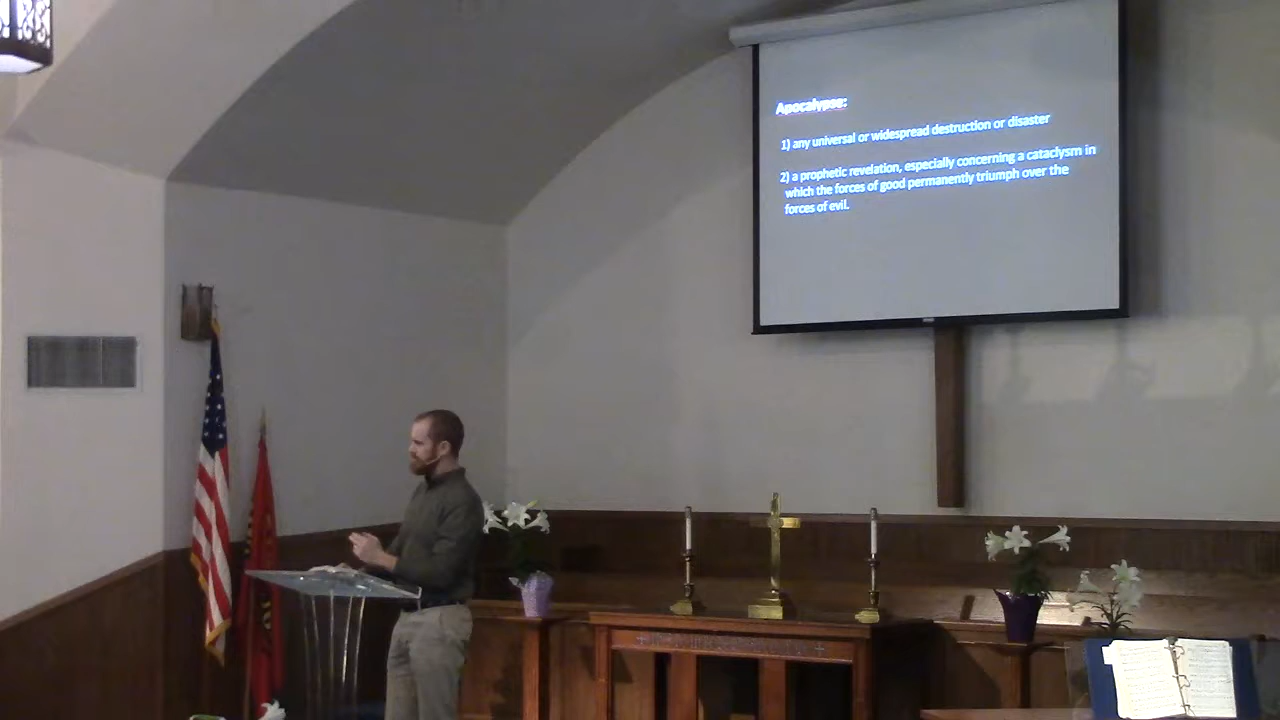 Apocalypse:
1) any universal or widespread destruction or disaster
2) a prophetic revelation, especially concerning a cataclysm in
which the forces of good permanently triumph over the
forces of evil.